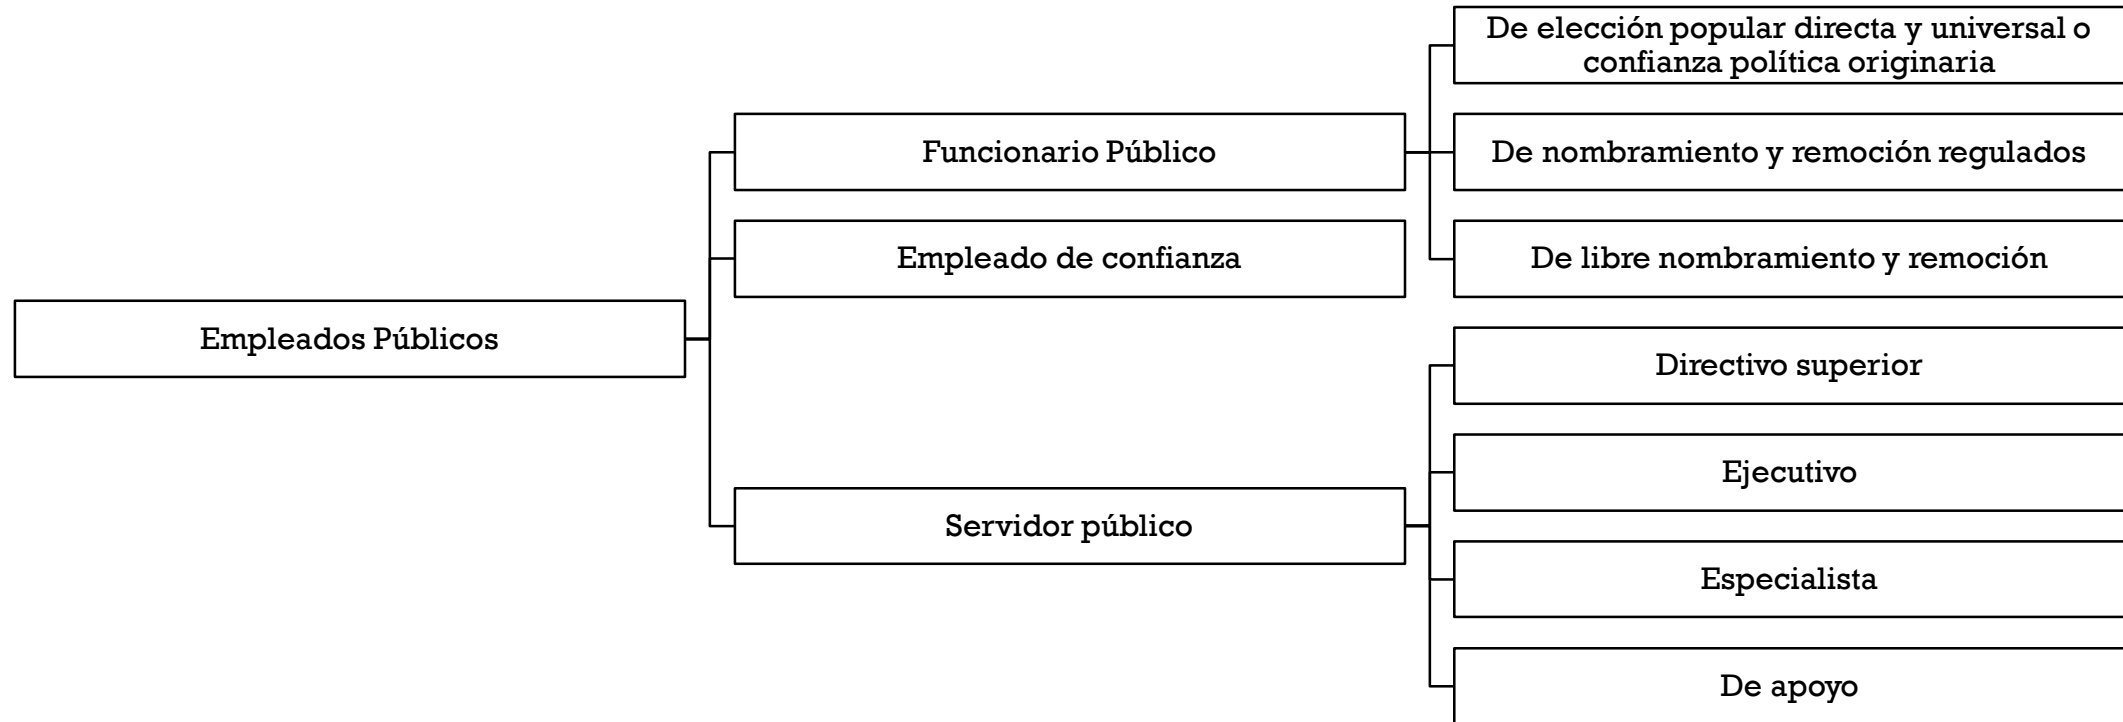 Empleados Públicos
Funcionario Público
De elección popular directa y universal o
confianza política originaria
De nombramiento y remoción regulados
De libre nombramiento y remoción
Empleado de confianza
Servidor público
Directivo superior
Ejecutivo
Especialista
De apoyo